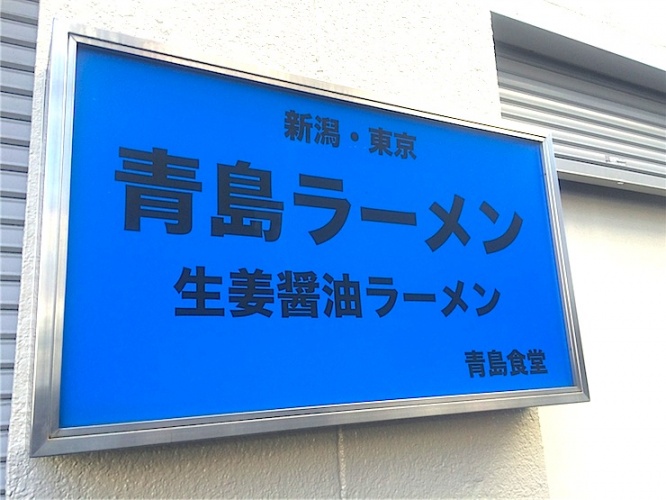 新潟・東京
青島ラーメン
生姜醤油ラーメン
青島食堂